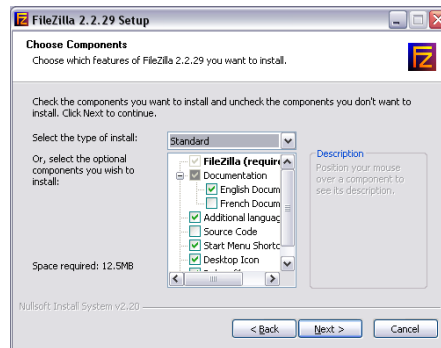 FileZilla 2.2.29 Setup
Choose Components
Choose which features of FileZilla 2.2.29 you want to install.
FZ
Check the components you want to install and uncheck the components you don't want to
install. Click Next to continue.
Select the type of install:
Standard
Or, select the optional
components you wish to
install:
FileZilla (require
Documentation
English Docum
French Docum
Additional languag
Source Code
Start Menu Shortc
Desktop Icon
Description
Position your mouse
over a component to
see its description.
Space required: 12.5MB
Nullsoft Install System v2.20
< Back
Next >
Cancel